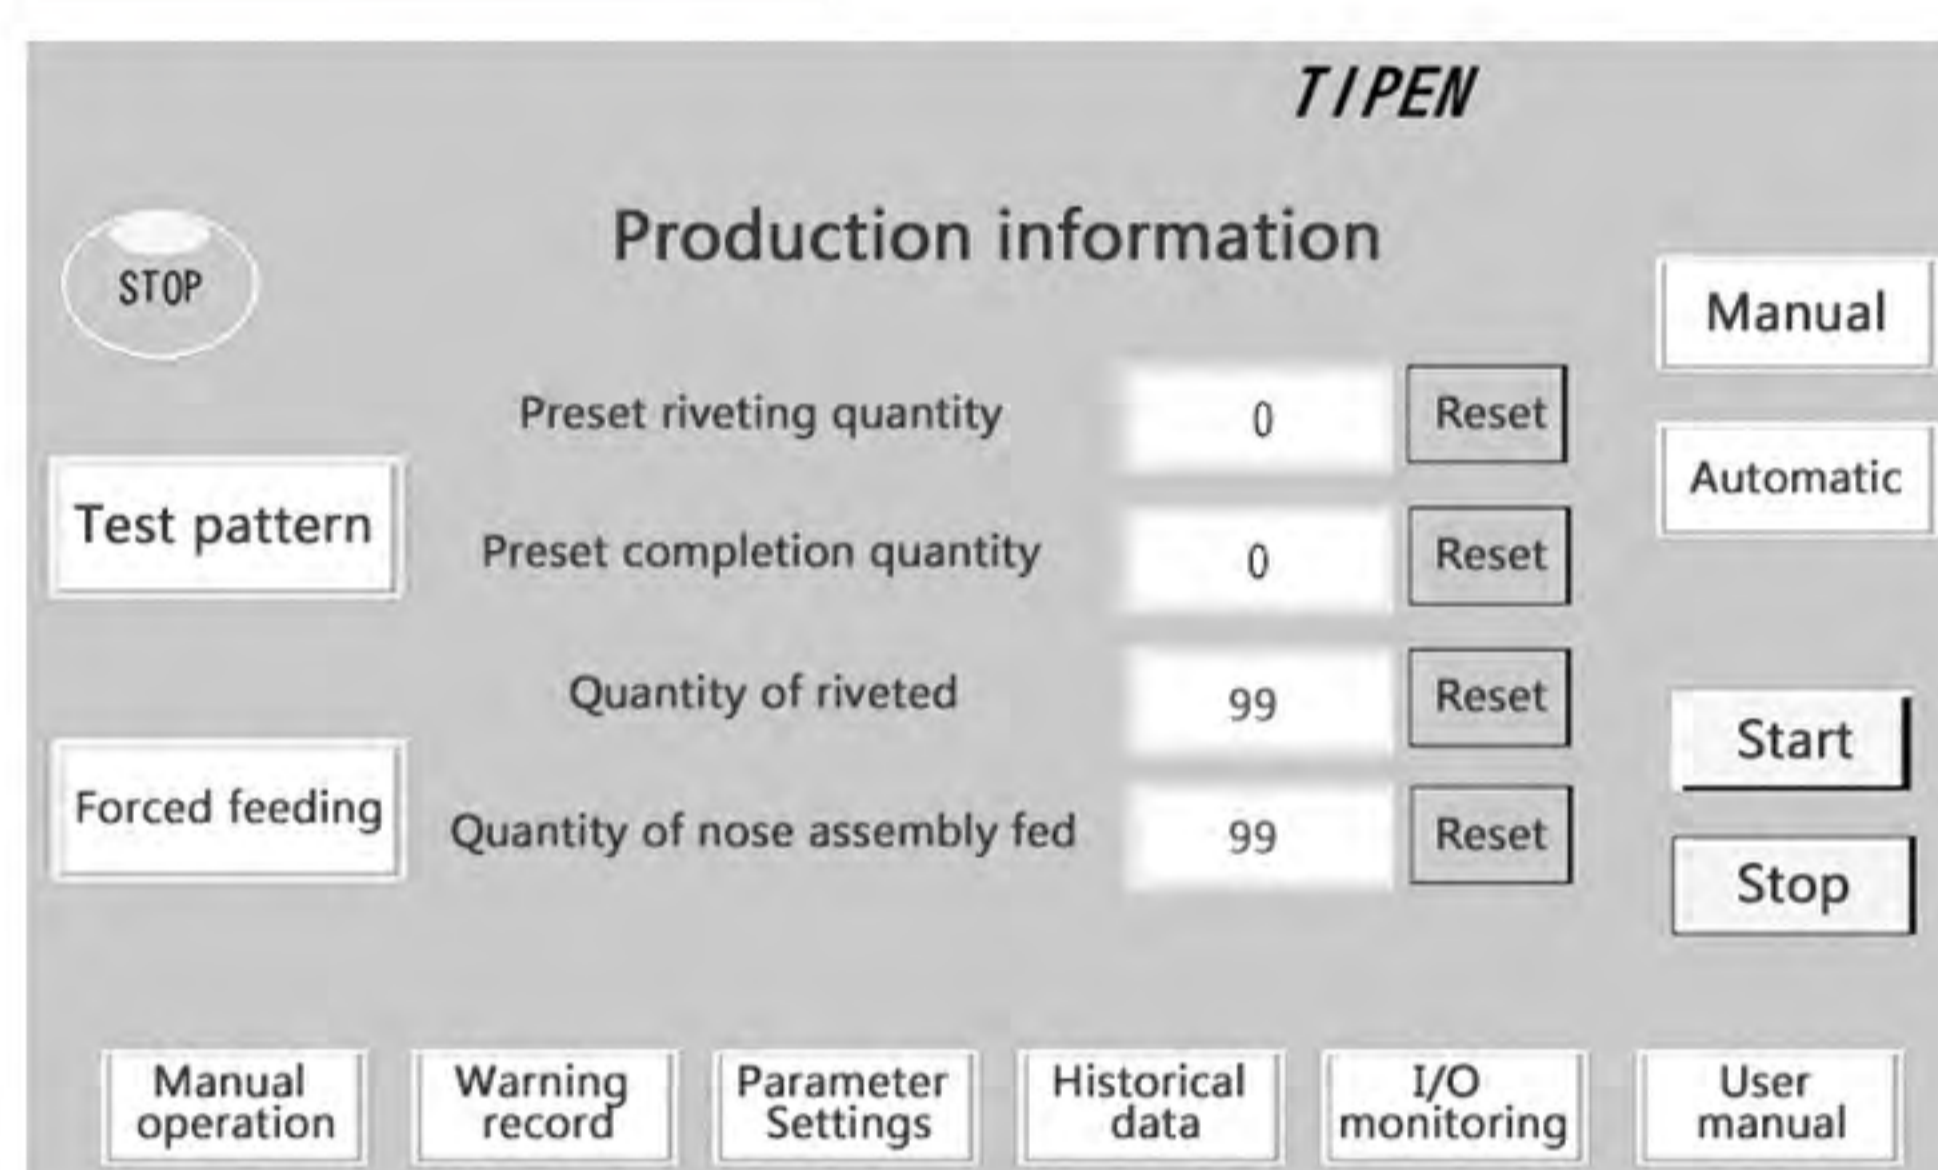 TIPEN
Production information
STOP
Manual
Preset riveting quantity 0 Reset
Automatic
Test pattern
Preset completion quantity 0 Reset
Quantity of riveted 99 Reset
Start
Forced feeding
Quantity of nose assembly fed 99 Reset
Stop
Manual
operation
Warning
record
Parameter
Settings
Historical
data
I/O
monitoring
User
manual